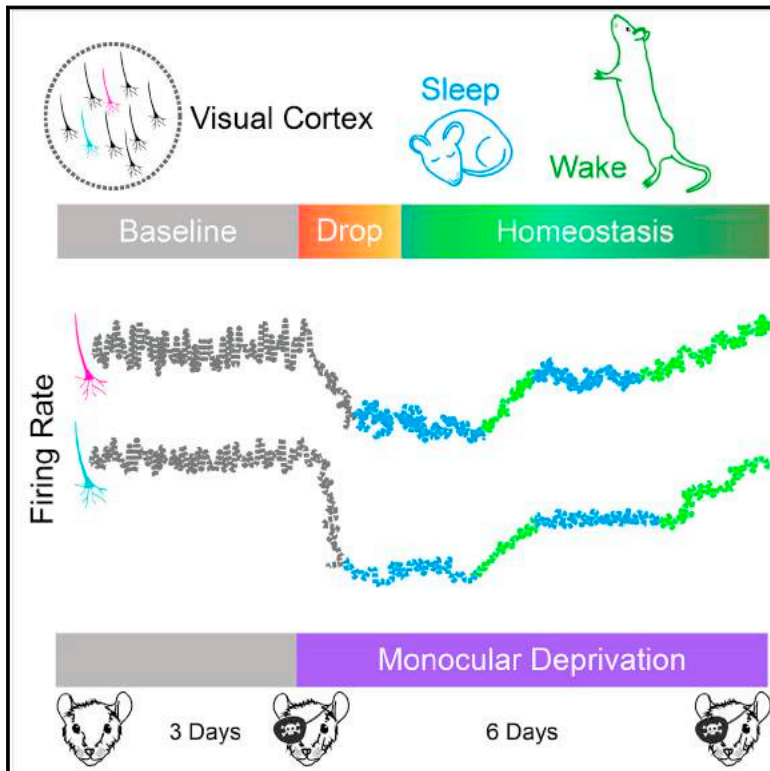 Visual Cortex
Sleep
Wake
Baseline
Drop
Homeostasis
Firing Rate
Monocular Deprivation
3 Days
6 Days